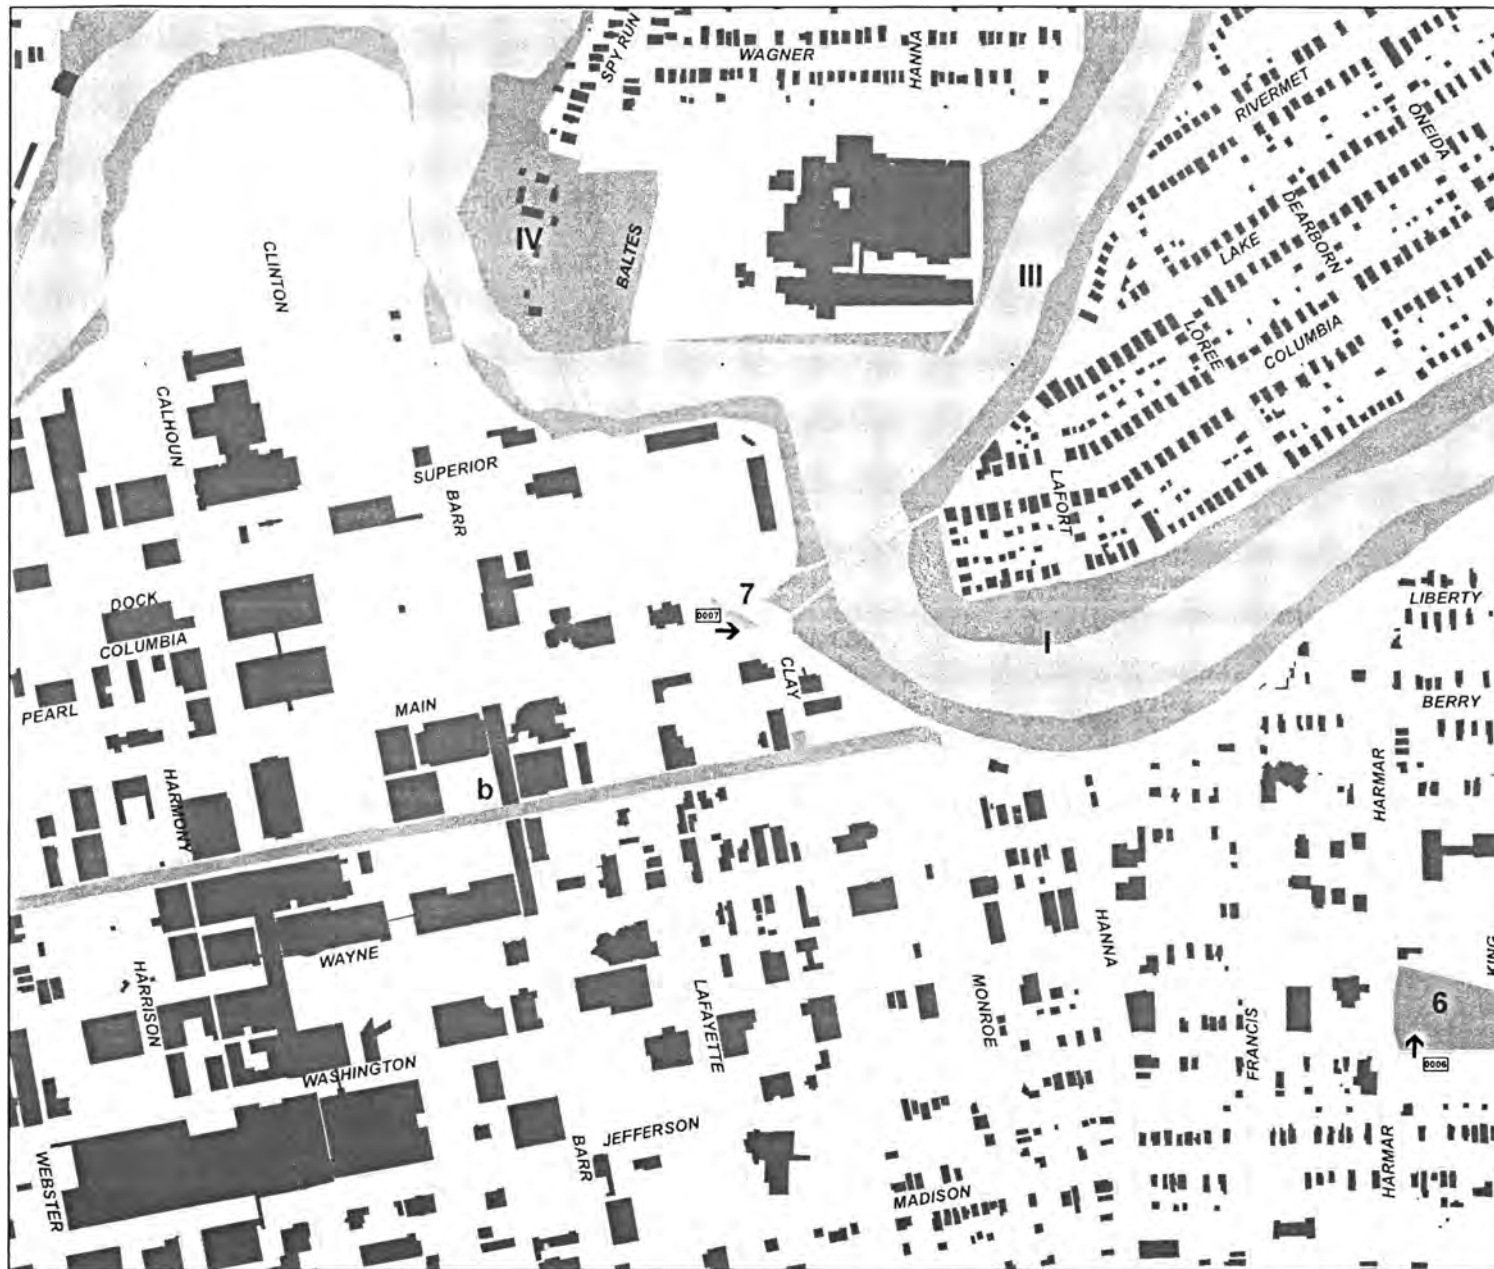 WAGNER
HANNA
SPY RUN
RIVERMET
ONEIDA
IV
BALTES
CLINTON
DEARBORN
LAKE
III
LOREE
COLUMBIA
CALHOUN
SUPERIOR
BARR
LAFORT
DOCK
COLUMBIA
7
0007
LIBERTY
I
CLAY
PEARL
MAIN
BERRY
HARMONY
b
HARMAR
HARRISON
WAYNE
HANNA
LAFAYETTE
MONROE
KING
6
0006
FRANCIS
WASHINGTON
JEFFERSON
BARR
WEBSTER
MADISON
HARMAR